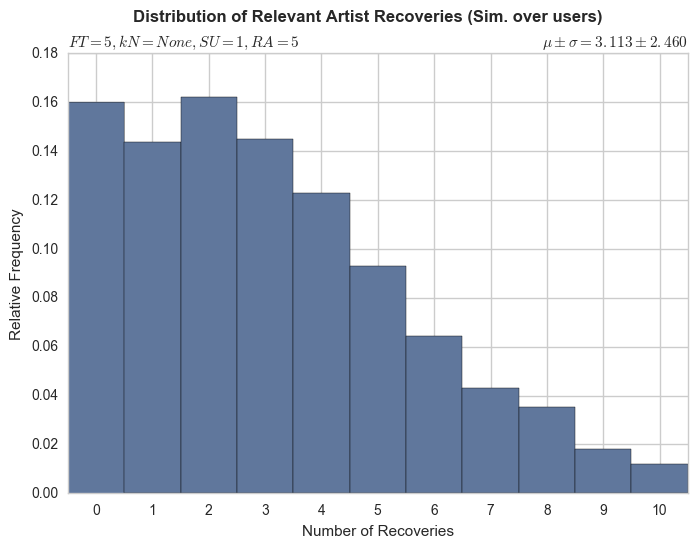 Distribution of Relevant Artist Recoveries (Sim. over users)
FT = 5, kN = None, SU = 1, RA = 5 μ ± σ = 3.113 ± 2.460
0.18
0.16
0.14
0.12
0.10
0.08
0.06
0.04
0.02
0.00
Relative Frequency
0 1 2 3 4 5 6 7 8 9 10
Number of Recoveries